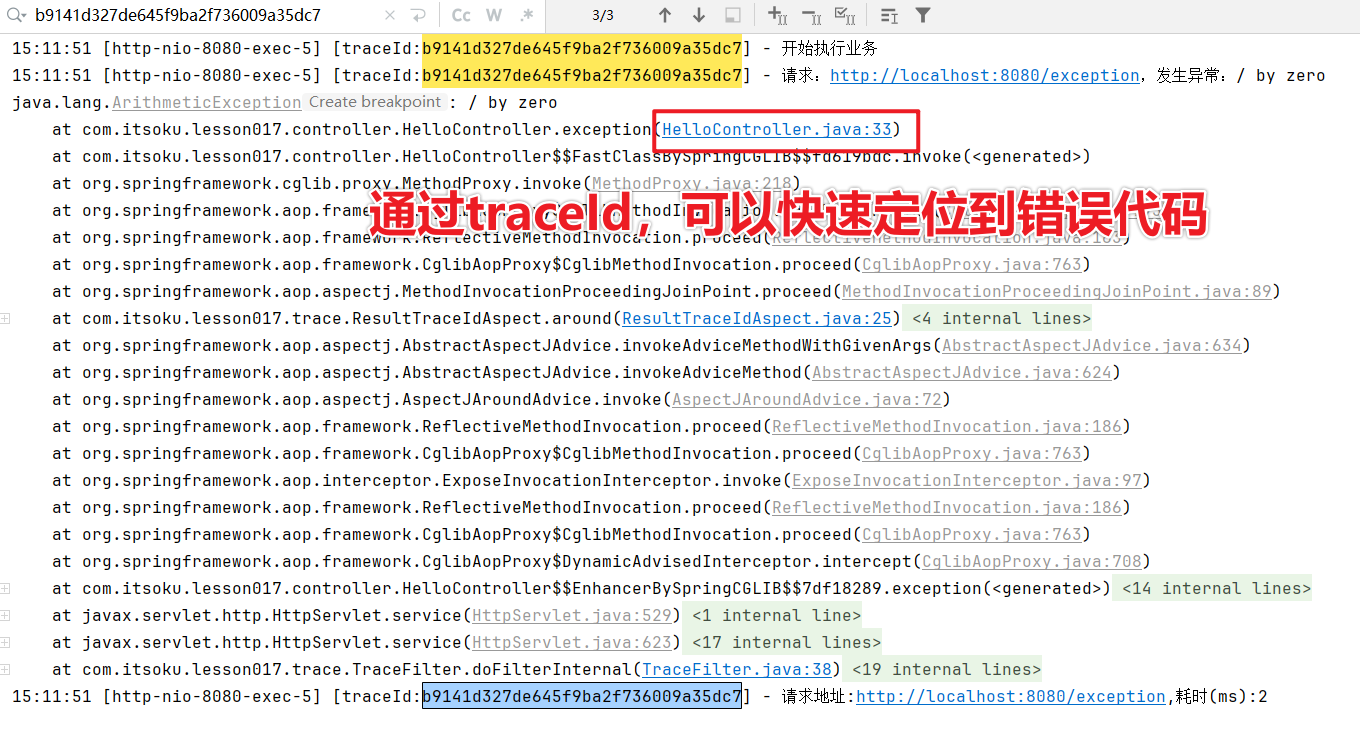 b9141d327de645f9ba2f736009a35dc7 Cc W .* 3/3
15:11:51 [http-nio-8080-exec-5] [traceId:b9141d327de645f9ba2f736009a35dc7] - 开始执行业务
15:11:51 [http-nio-8080-exec-5] [traceId:b9141d327de645f9ba2f736009a35dc7] - 请求：http://localhost:8080/exception，发生异常：/ by zero
java.lang.ArithmeticException Create breakpoint : / by zero
at com.itsoku.lesson017.controller.HelloController.exception(HelloController.java:33)
at com.itsoku.lesson017.controller.HelloController$$FastClassBySpringCGLIB$$fd619bdc.invoke(<generated>)
at org.springframework.cglib.proxy.MethodProxy.invoke(MethodProxy.java:218)
通过traceId，可以快速定位到错误代码
at org.springframework.aop.framework.ReflectiveMethodInvocation.proceed(ReflectiveMethodInvocation.java:163)
at org.springframework.aop.framework.CglibAopProxy$CglibMethodInvocation.proceed(CglibAopProxy.java:763)
at org.springframework.aop.aspectj.MethodInvocationProceedingJoinPoint.proceed(MethodInvocationProceedingJoinPoint.java:89)
at com.itsoku.lesson017.trace.ResultTraceIdAspect.around(ResultTraceIdAspect.java:25) <4 internal lines>
at org.springframework.aop.aspectj.AbstractAspectJAdvice.invokeAdviceMethodWithGivenArgs(AbstractAspectJAdvice.java:634)
at org.springframework.aop.aspectj.AbstractAspectJAdvice.invokeAdviceMethod(AbstractAspectJAdvice.java:624)
at org.springframework.aop.aspectj.AspectJAroundAdvice.invoke(AspectJAroundAdvice.java:72)
at org.springframework.aop.framework.ReflectiveMethodInvocation.proceed(ReflectiveMethodInvocation.java:186)
at org.springframework.aop.framework.CglibAopProxy$CglibMethodInvocation.proceed(CglibAopProxy.java:763)
at org.springframework.aop.interceptor.ExposeInvocationInterceptor.invoke(ExposeInvocationInterceptor.java:97)
at org.springframework.aop.framework.ReflectiveMethodInvocation.proceed(ReflectiveMethodInvocation.java:186)
at org.springframework.aop.framework.CglibAopProxy$CglibMethodInvocation.proceed(CglibAopProxy.java:763)
at org.springframework.aop.framework.CglibAopProxy$DynamicAdvisedInterceptor.intercept(CglibAopProxy.java:708)
at com.itsoku.lesson017.controller.HelloController$$EnhancerBySpringCGLIB$$7df18289.exception(<generated>) <14 internal lines>
at javax.servlet.http.HttpServlet.service(HttpServlet.java:529) <1 internal line>
at javax.servlet.http.HttpServlet.service(HttpServlet.java:623) <17 internal lines>
at com.itsoku.lesson017.trace.TraceFilter.doFilterInternal(TraceFilter.java:38) <19 internal lines>
15:11:51 [http-nio-8080-exec-5] [traceId:b9141d327de645f9ba2f736009a35dc7] - 请求地址:http://localhost:8080/exception,耗时(ms):2